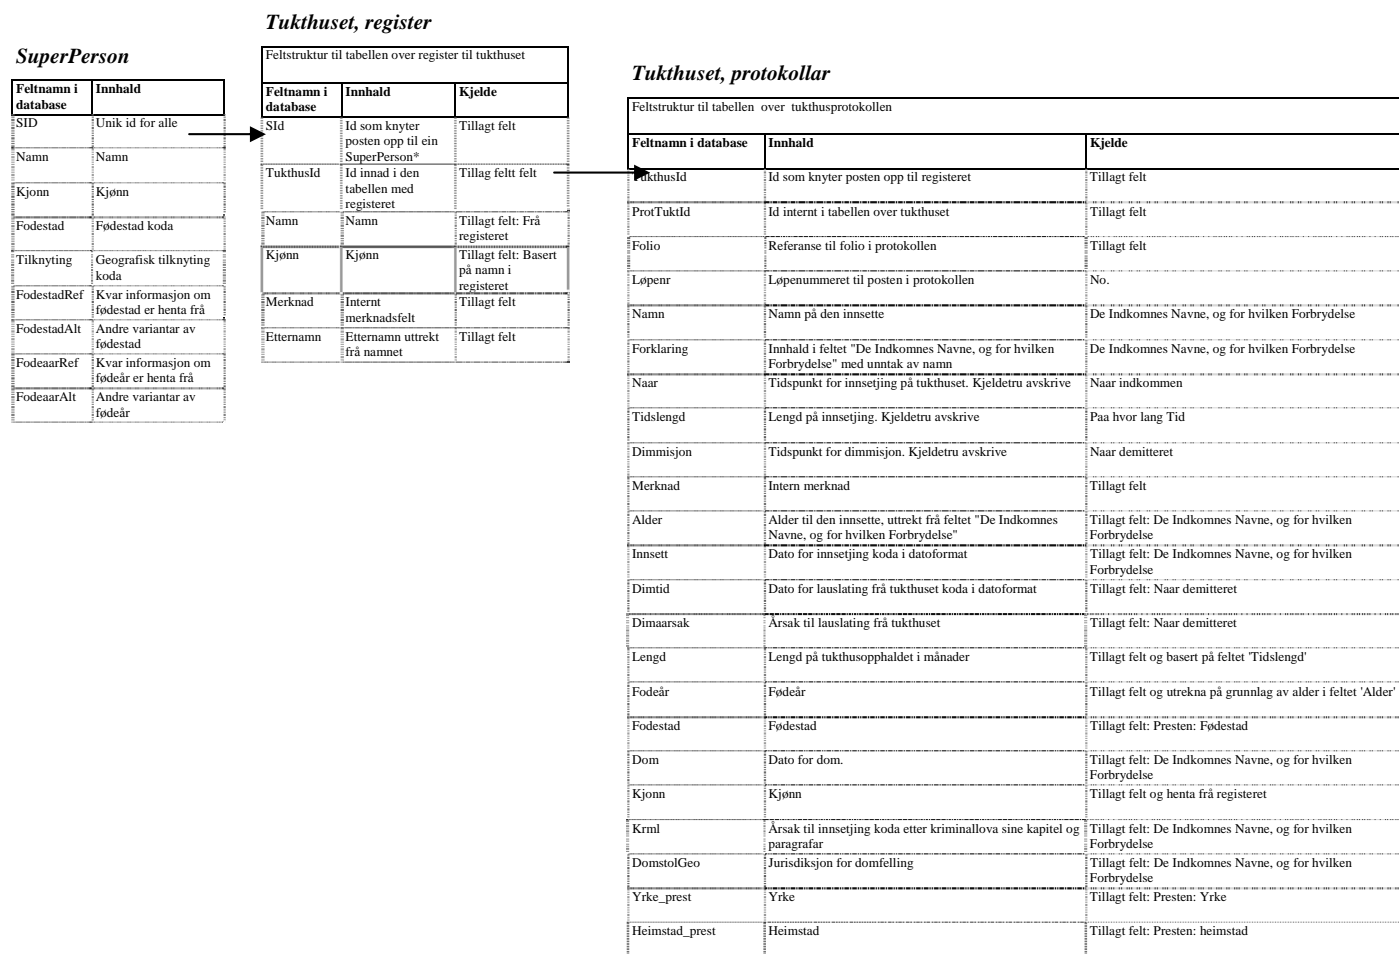 Tukthuset, register
SuperPerson
Feltnamn i
database
Innhald
SID
Unik id for alle
Namn
Namn
Kjonn
Kjønn
Fodestad
Fødestad koda
Tilknyting
Geografisk tilknyting
koda
FodestadRef
Kvar informasjon om
fødestad er henta frå
FodestadAlt
Andre variantar av
fødestad
FodeaarRef
Kvar informasjon om
fødeår er henta frå
FodeaarAlt
Andre variantar av
fødeår
Feltstruktur til tabellen over register til tukthuset
Feltnamn i
database
Innhald
Kjelde
SId
Id som knyter
posten opp til ein
SuperPerson*
Tillagt felt
TukthusId
Id innad i den
tabellen med
registeret
Tillag feltt felt
Namn
Namn
Tillagt felt: Frå
registeret
Kjønn
Kjønn
Tillagt felt: Basert
på namn i
registeret
Merknad
Internt
merknadsfelt
Tillagt felt
Etternamn
Etternamn uttrekt
frå namnet
Tillagt felt
Tukthuset, protokollar
Feltstruktur til tabellen over tukthusprotokollen
Feltnamn i database
Innhald
Kjelde
TukthusId
Id som knyter posten opp til registeret
Tillagt felt
ProtTuktId
Id internt i tabellen over tukthuset
Tillagt felt
Folio
Referanse til folio i protokollen
Tillagt felt
Løpenr
Løpenummeret til posten i protokollen
No.
Namn
Namn på den innsette
De Indkomnes Navne, og for hvilken Forbrydelse
Forklaring
Innhald i feltet "De Indkomnes Navne, og for hvilken
Forbrydelse" med unntak av namn
De Indkomnes Navne, og for hvilken Forbrydelse
Naar
Tidspunkt for innsetjing på tukthuset. Kjeldetru avskrive
Naar indkommen
Tidslengd
Lengd på innsetjing. Kjeldetru avskrive
Paa hvor lang Tid
Dimmisjon
Tidspunkt for dimmisjon. Kjeldetru avskrive
Naar demitteret
Merknad
Intern merknad
Tillagt felt
Alder
Alder til den innsette, uttrekt frå feltet "De Indkomnes
Navne, og for hvilken Forbrydelse"
Tillagt felt: De Indkomnes Navne, og for hvilken
Forbrydelse
Innsett
Dato for innsetjing koda i datoformat
Tillagt felt: De Indkomnes Navne, og for hvilken
Forbrydelse
Dimtid
Dato for lauslating frå tukthuset koda i datoformat
Tillagt felt: Naar demitteret
Dimaarsak
Årsak til lauslating frå tukthuset
Tillagt felt: Naar demitteret
Lengd
Lengd på tukthusopphaldet i månader
Tillagt felt og basert på feltet 'Tidslengd'
Fodeår
Fødeår
Tillagt felt og utrekna på grunnlag av alder i feltet 'Alder'
Fodestad
Fødestad
Tillagt felt: Presten: Fødestad
Dom
Dato for dom.
Tillagt felt: De Indkomnes Navne, og for hvilken
Forbrydelse
Kjonn
Kjønn
Tillagt felt og henta frå registeret
Krml
Årsak til innsetjing koda etter kriminallova sine kapitel og
paragrafar
Tillagt felt: De Indkomnes Navne, og for hvilken
Forbrydelse
DomstolGeo
Jurisdiksjon for domfelling
Tillagt felt: De Indkomnes Navne, og for hvilken
Forbrydelse
Yrke_prest
Yrke
Tillagt felt: Presten: Yrke
Heimstad_prest
Heimstad
Tillagt felt: Presten: heimstad